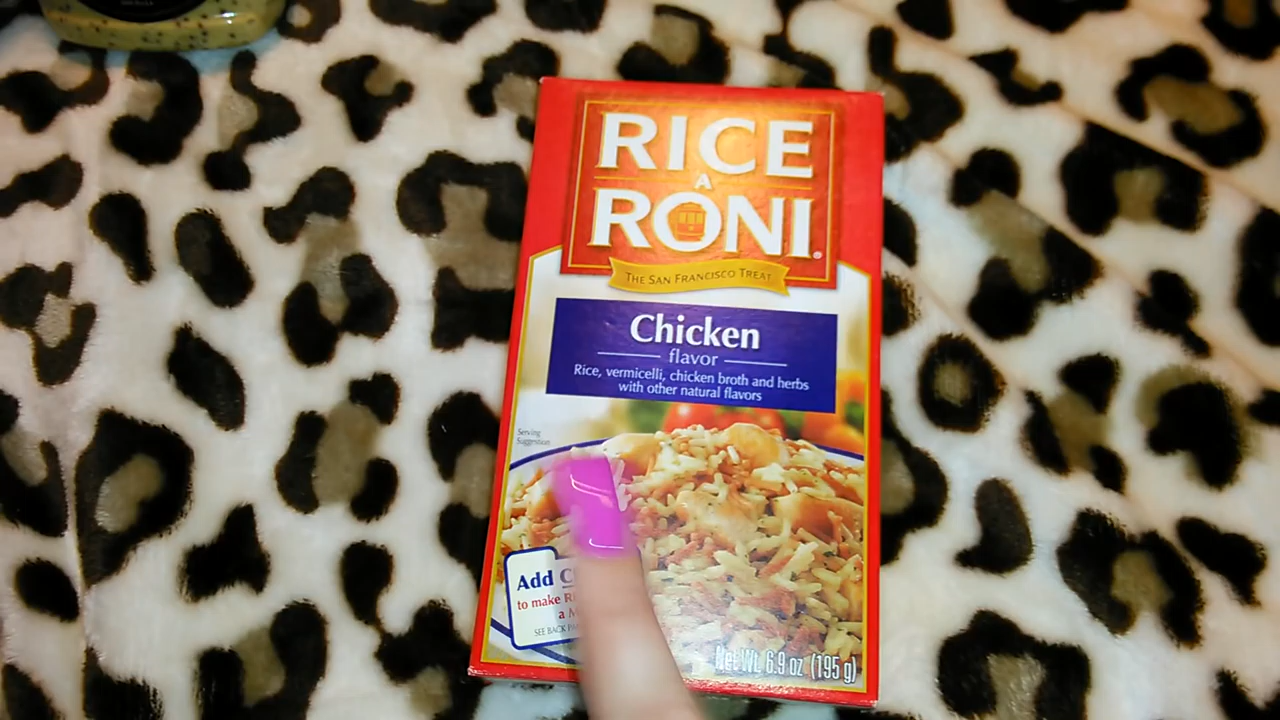 RICE
A
RONI®
THE SAN FRANCISCO TREAT
Chicken
flavor
Rice, vermicelli, chicken broth and herbs
with other natural flavors
Serving
Suggestion
Add
to make
a
SEE BACK
Net Wt. 6.9 oz (195 g)